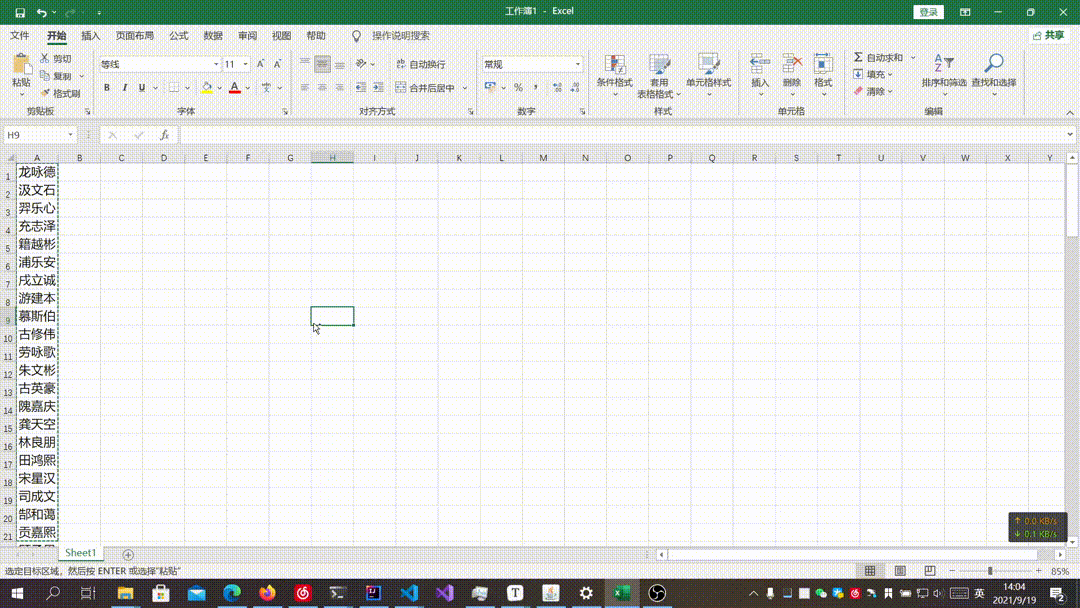 工作簿1 - Excel
登录
文件 开始 插入 页面布局 公式 数据 审阅 视图 帮助 操作说明搜索 共享
粘贴
剪切
复制
格式刷
剪贴板
等线 11
B I U A
字体
自动换行
合并后居中
对齐方式
常规
%
数字
条件格式
套用
表格格式
单元格样式
样式
插入
删除
格式
单元格
自动求和
填充
清除
排序和筛选
查找和选择
编辑
H9
fx
A B C D E F G H I J K L M N O P Q R S T U V W X Y
1 龙咏德
2 汲文石
3 羿乐心
4 充志泽
5 籍越彬
6 浦乐安
7 戌立诚
8 游建本
9 慕斯伯
10 古修伟
11 劳咏歌
12 朱文彬
13 古英豪
14 隗嘉庆
15 龚天空
16 林良朋
17 田鸿熙
18 宋星汉
19 司成文
20 郜和蔼
21 贡嘉熙
↑ 0.0 KB/s
↓ 0.1 KB/s
Sheet1
选定目标区域，然后按 ENTER 或选择"粘贴"
85%
英
14:04
2021/9/19
2